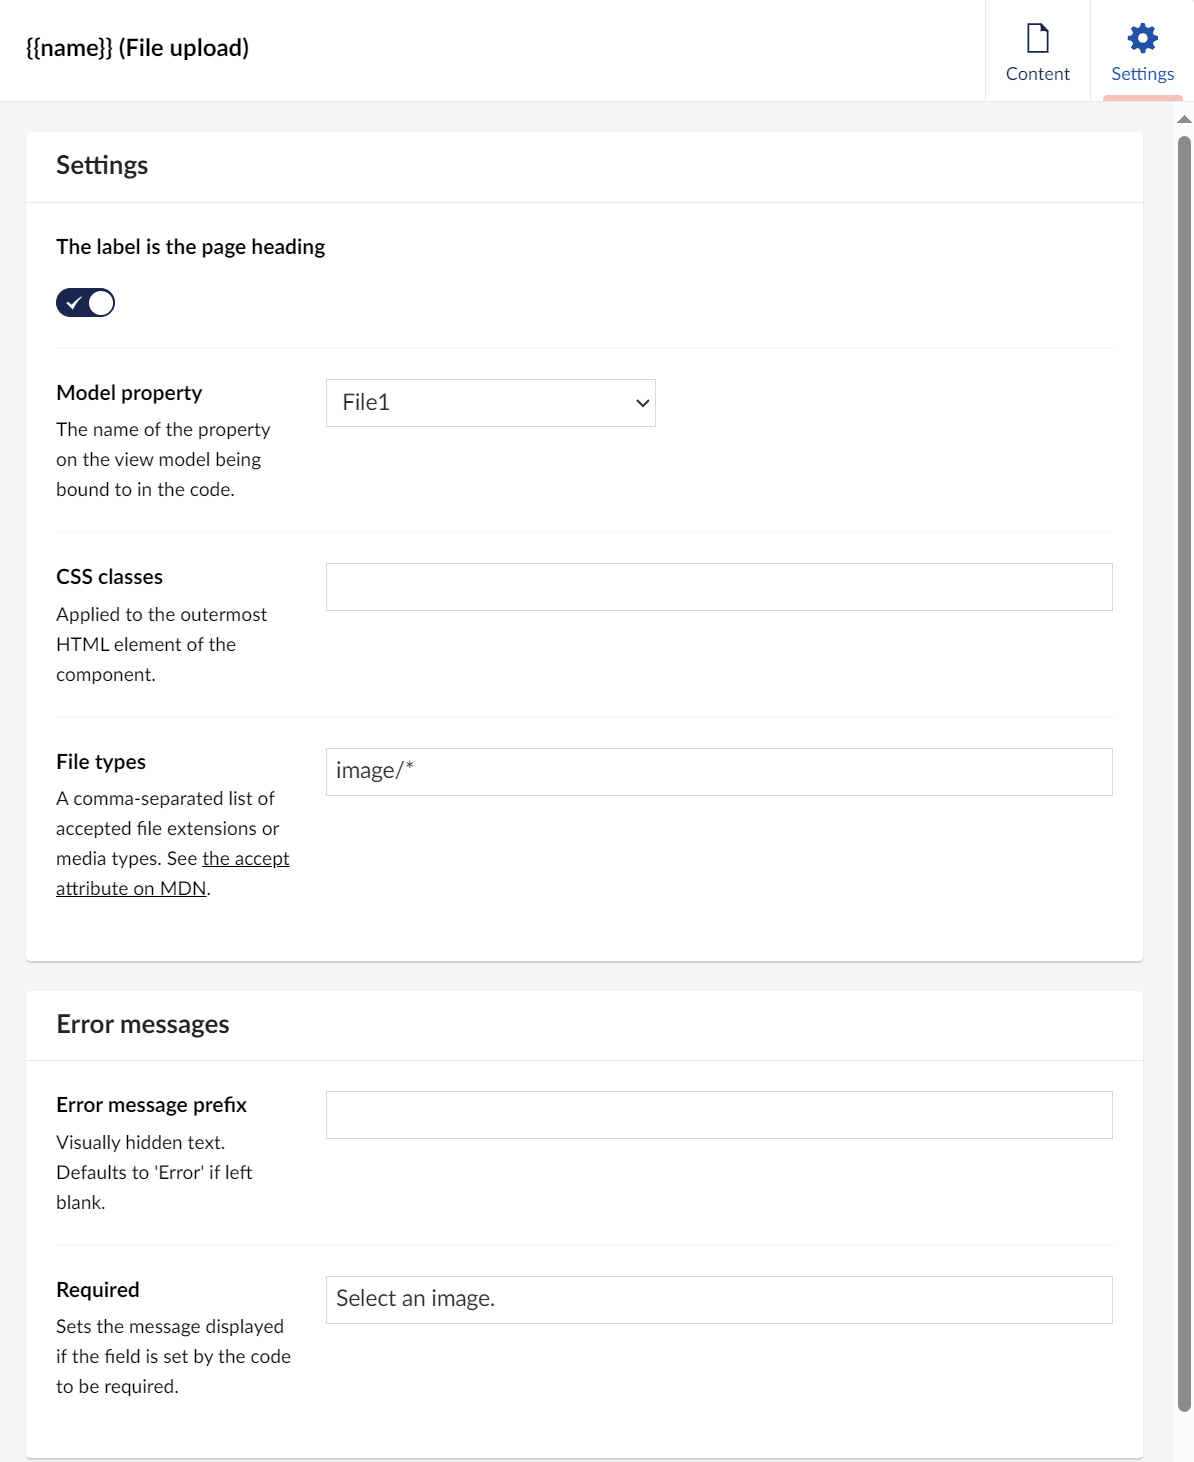 {{name}} (File upload)
Content
Settings
Settings
The label is the page heading
Model property
File1
The name of the property
on the view model being
bound to in the code.
CSS classes
Applied to the outermost
HTML element of the
component.
File types
image/*
A comma-separated list of
accepted file extensions or
media types. See the accept
attribute on MDN.
Error messages
Error message prefix
Visually hidden text.
Defaults to 'Error' if left
blank.
Required
Select an image.
Sets the message displayed
if the field is set by the code
to be required.